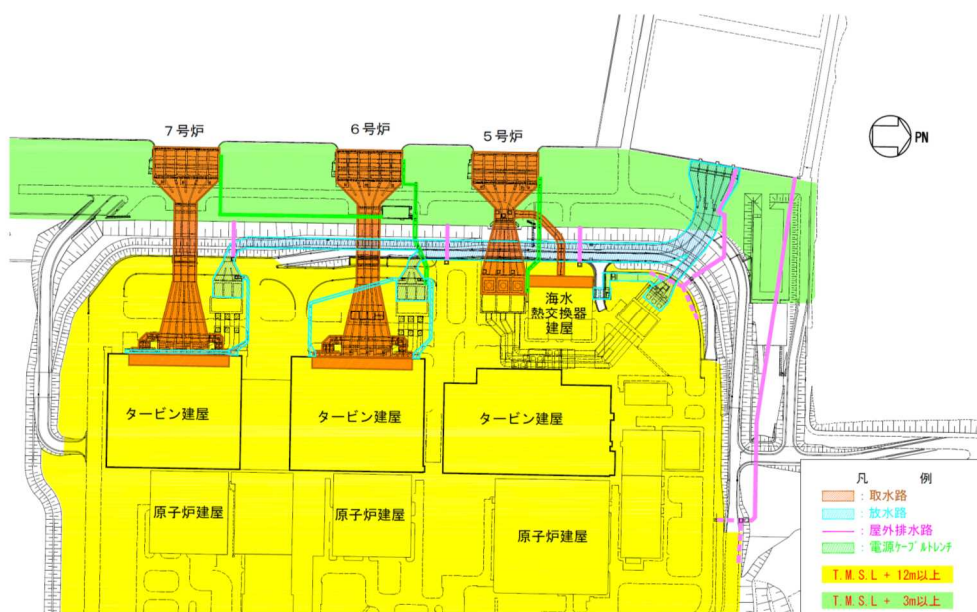 7号炉
6号炉
5号炉
PN
海水
熱交換器
建屋
タービン建屋
タービン建屋
タービン建屋
原子炉建屋
原子炉建屋
原子炉建屋
凡 例
：取水路
：放水路
：屋外排水路
：電源ｹｰﾌﾞﾙﾄﾚﾝﾁ
T.M.S.L + 12m以上
T.M.S.L + 3m以上